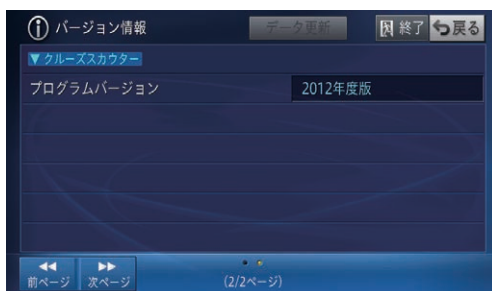 バージョン情報
データ更新
終了
戻る
▼クルーズスカウター
プログラムバージョン
2012年度版
前ページ
次ページ
(2/2ページ)